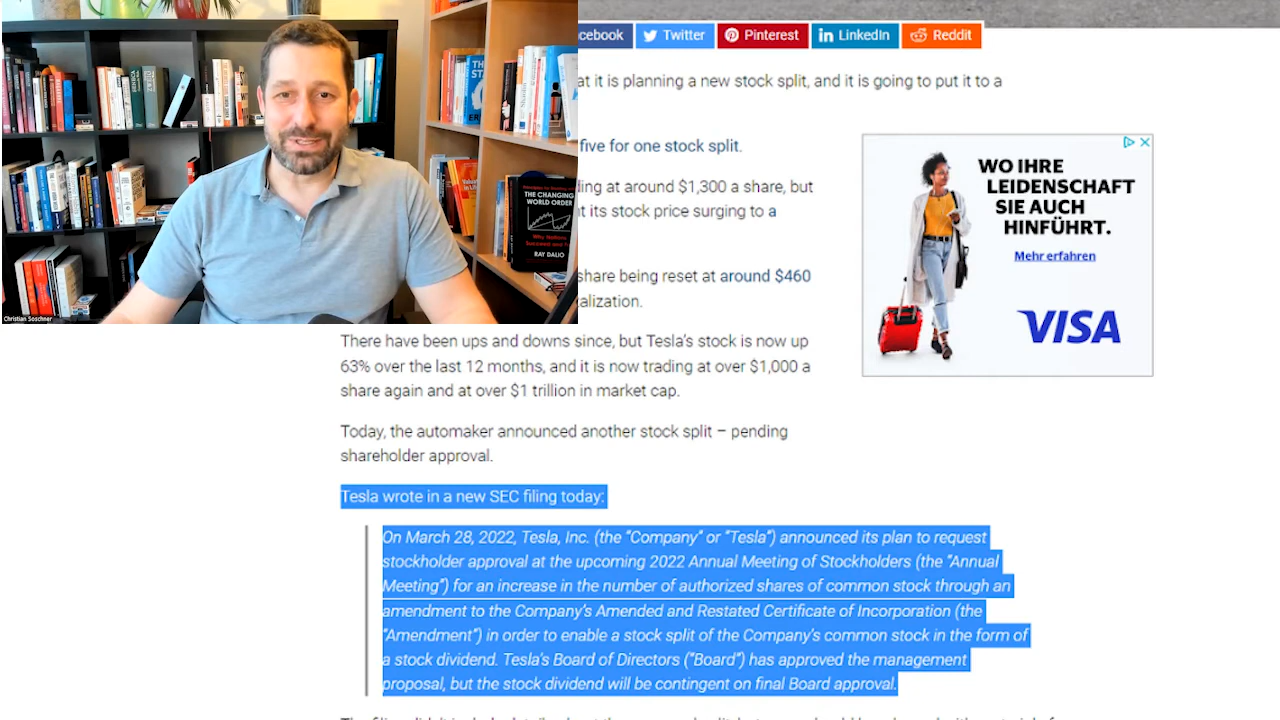 cebook
Twitter
Pinterest
LinkedIn
Reddit
at it is planning a new stock split, and it is going to put it to a
five for one stock split.
ing at around $1,300 a share, but
t its stock price surging to a
share being reset at around $460
alization.
There have been ups and downs since, but Tesla's stock is now up
63% over the last 12 months, and it is now trading at over $1,000 a
share again and at over $1 trillion in market cap.
Today, the automaker announced another stock split – pending
shareholder approval.
Tesla wrote in a new SEC filing today:
On March 28, 2022, Tesla, Inc. (the "Company" or "Tesla") announced its plan to request
stockholder approval at the upcoming 2022 Annual Meeting of Stockholders (the "Annual
Meeting") for an increase in the number of authorized shares of common stock through an
amendment to the Company's Amended and Restated Certificate of Incorporation (the
"Amendment") in order to enable a stock split of the Company's common stock in the form of
a stock dividend. Tesla's Board of Directors ("Board") has approved the management
proposal, but the stock dividend will be contingent on final Board approval.
WO IHRE
LEIDENSCHAFT
SIE AUCH
HINFÜHRT.
Mehr erfahren
VISA
THE CHANGING
WORLD ORDER
RAY DALIO
Christian Soschner